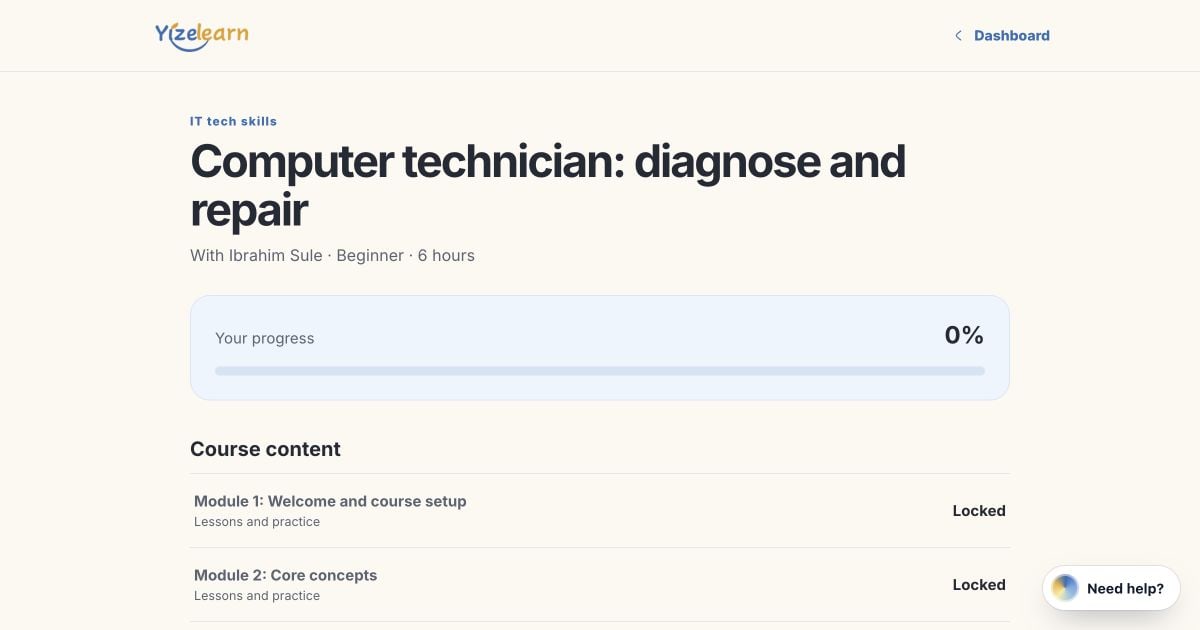 Yizelearn
Dashboard
IT tech skills
Computer technician: diagnose and
repair
With Ibrahim Sule · Beginner · 6 hours
Your progress
0%
Course content
Module 1: Welcome and course setup
Lessons and practice
Locked
Module 2: Core concepts
Lessons and practice
Locked
Need help?